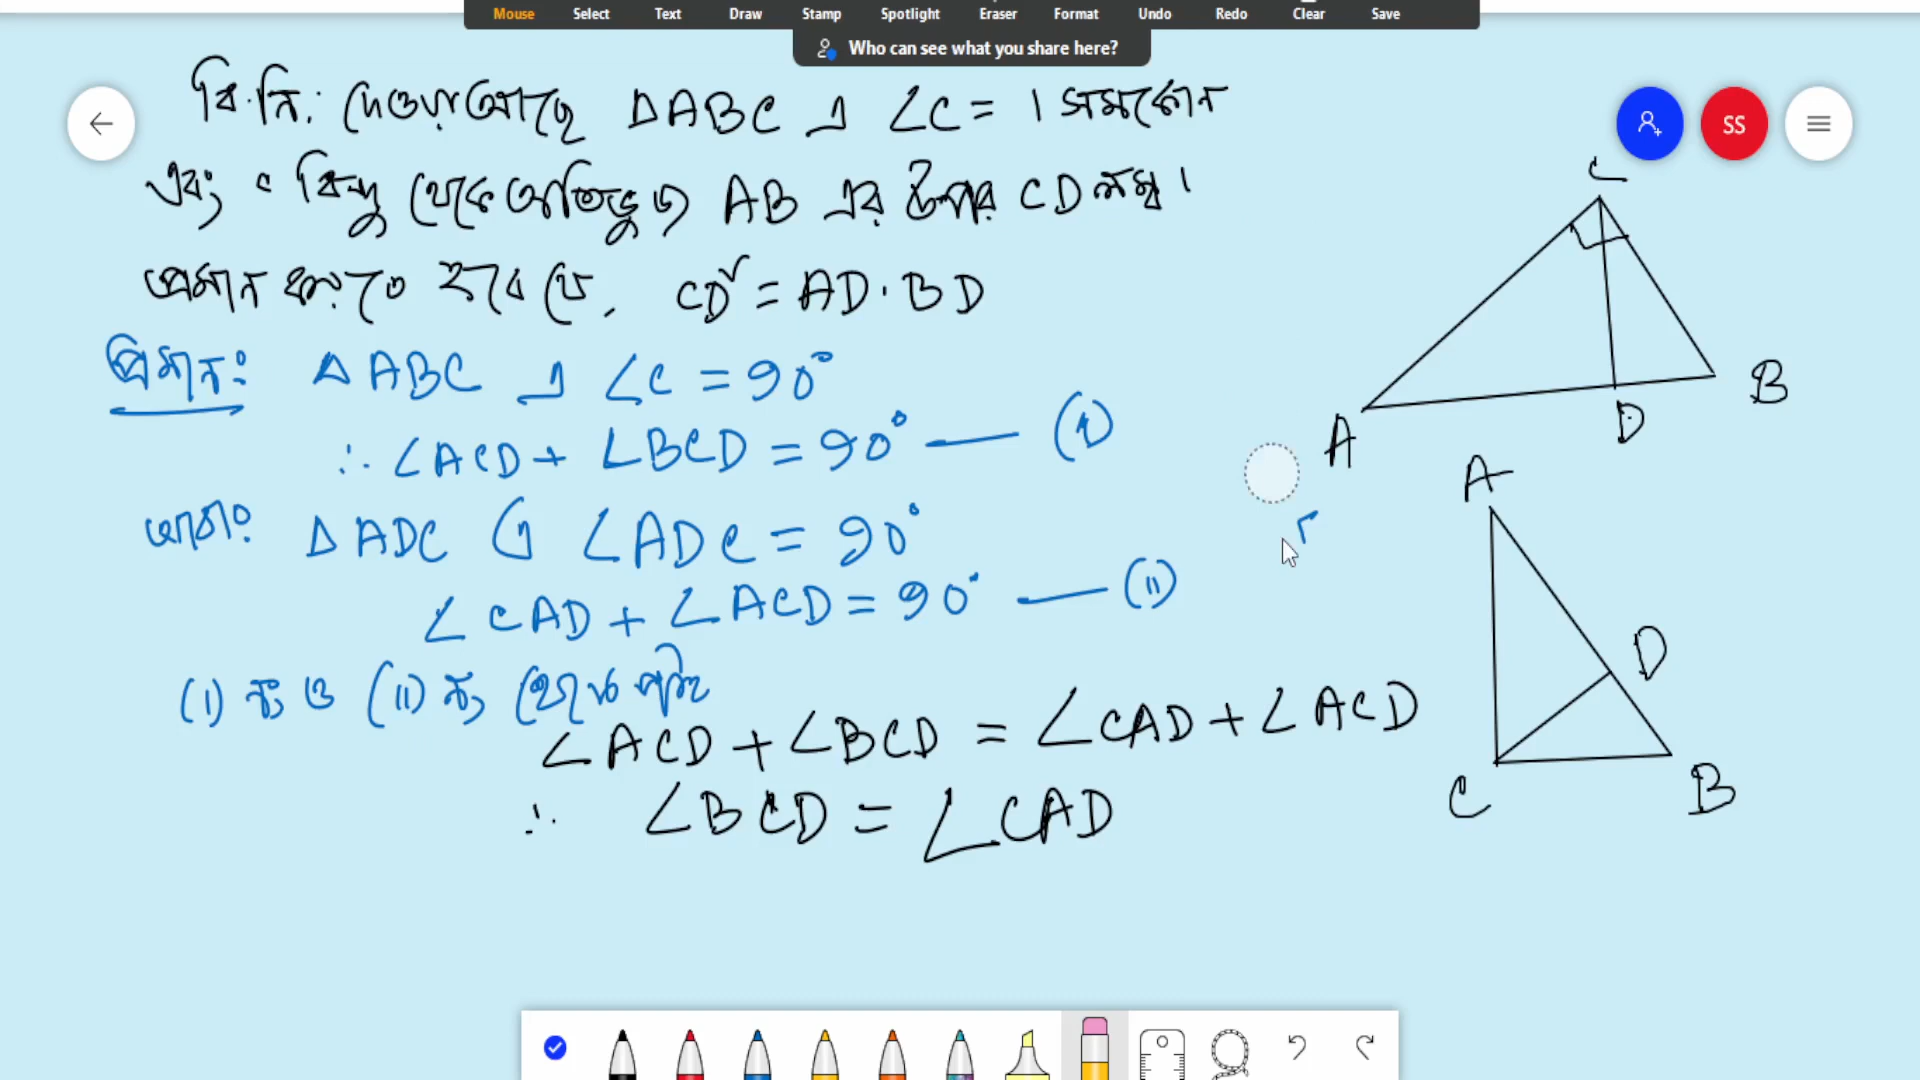 Mouse Select Text Draw Stamp Spotlight Eraser Format Undo Redo Clear Save
Who can see what you share here?
SS
বি.নি: দেওয়া আছে ΔABC এ ∠C = 1 সমকোণ
এবং C বিন্দু থেকে অতিভুজ AB এর উপর CD লম্ব।
প্রমাণ করতে হবে যে, CD² = AD·BD
প্রমাণ: ΔABC এ ∠C = 90°
∴ ∠ACD + ∠BCD = 90° — (i)
ΔADC এ ∠ADC = 90°
∠CAD + ∠ACD = 90° — (ii)
(i) নং ও (ii) নং হতে পাই
∠ACD + ∠BCD = ∠CAD + ∠ACD
∴ ∠BCD = ∠CAD
C
A
D
B
A
D
C
B